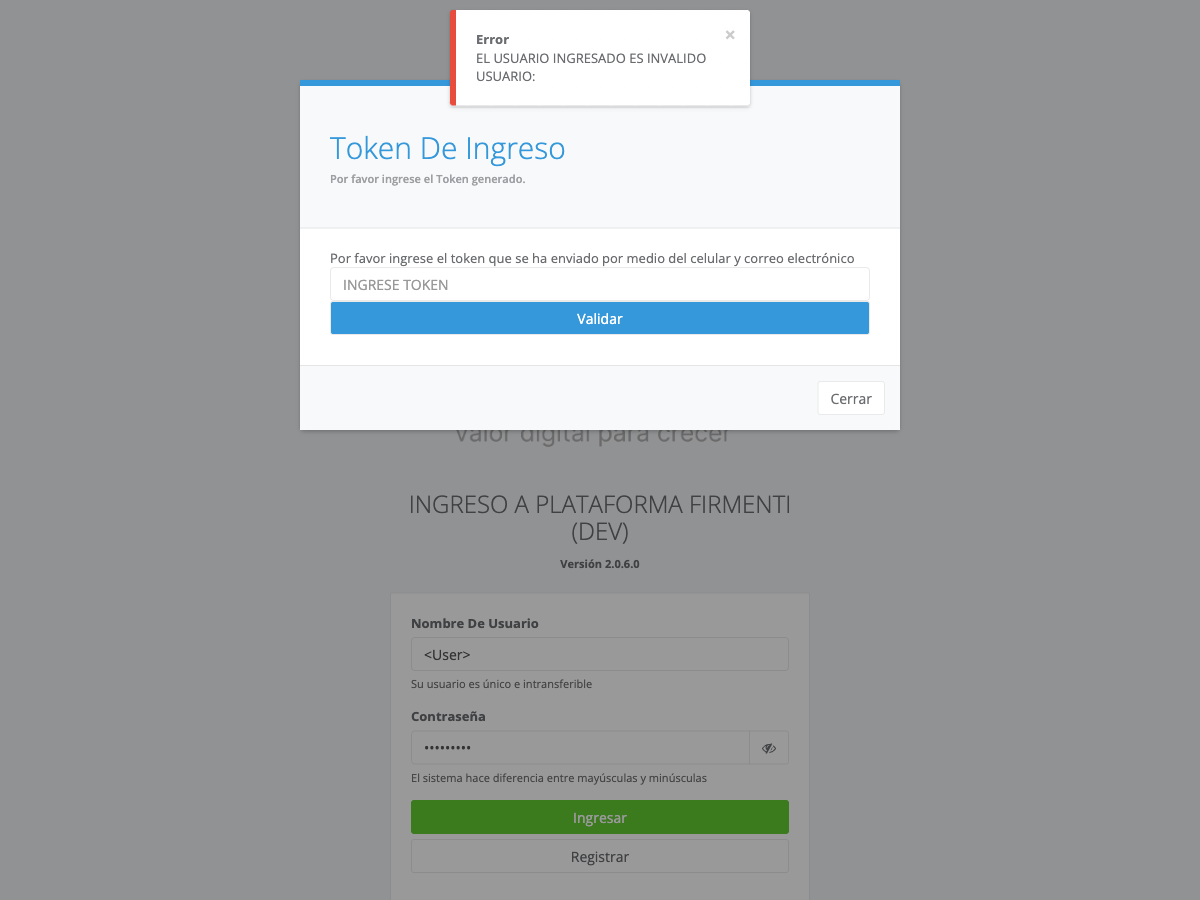 Error
×
EL USUARIO INGRESADO ES INVALIDO
USUARIO:
Token De Ingreso
Por favor ingrese el Token generado.
Por favor ingrese el token que se ha enviado por medio del celular y correo electrónico
INGRESE TOKEN
Validar
Cerrar
Valor digital para crecer
INGRESO A PLATAFORMA FIRMENTI
(DEV)
Versión 2.0.6.0
Nombre De Usuario
<User>
Su usuario es único e intransferible
Contraseña
•••••••••
El sistema hace diferencia entre mayúsculas y minúsculas
Ingresar
Registrar